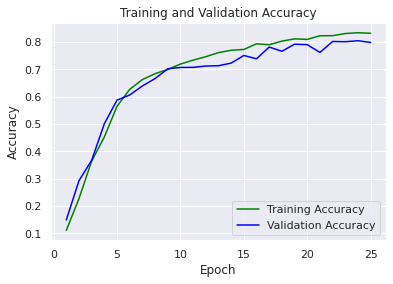 Training and Validation Accuracy
Accuracy
0.8
0.7
0.6
0.5
0.4
0.3
0.2
0.1
Training Accuracy
Validation Accuracy
0
5
10
15
20
25
Epoch